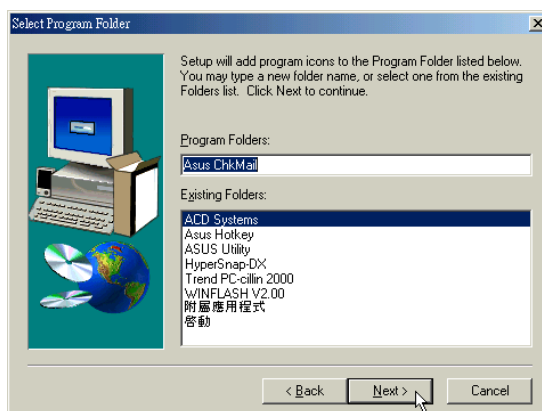 Select Program Folder
Setup will add program icons to the Program Folder listed below.
You may type a new folder name, or select one from the existing
Folders list. Click Next to continue.
Program Folders:
Asus ChkMail
Existing Folders:
ACD Systems
Asus Hotkey
ASUS Utility
HyperSnap-DX
Trend PC-cillin 2000
WINFLASH V2.00
附屬應用程式
啓動
< Back
Next >
Cancel